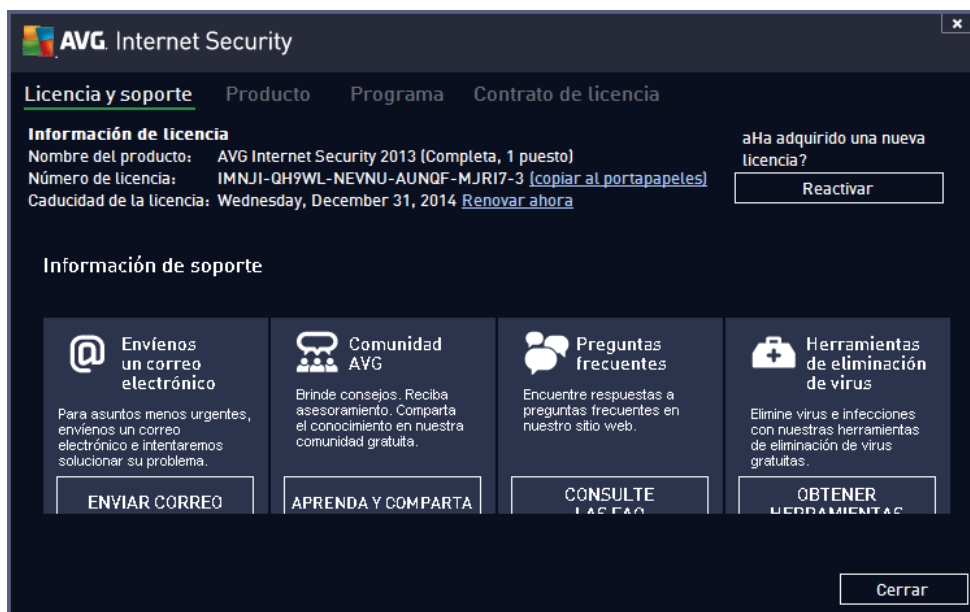 AVG. Internet Security
x
Licencia y soporte Producto Programa Contrato de licencia
Información de licencia
Nombre del producto: AVG Internet Security 2013 (Completa, 1 puesto)
Número de licencia: IMNJI-QH9WL-NEVNU-AUNQF-MJRI7-3 (copiar al portapapeles)
Caducidad de la licencia: Wednesday, December 31, 2014 Renovar ahora
aHa adquirido una nueva
licencia?
Reactivar
Información de soporte
Envíenos
un correo
electrónico
Para asuntos menos urgentes,
envíenos un correo
electrónico e intentaremos
solucionar su problema.
ENVIAR CORREO
Comunidad
AVG
Brinde consejos. Reciba
asesoramiento. Comparta
el conocimiento en nuestra
comunidad gratuita.
APRENDA Y COMPARTA
Preguntas
frecuentes
Encuentre respuestas a
preguntas frecuentes en
nuestro sitio web.
CONSULTE
LAS FAQ
Herramientas
de eliminación
de virus
Elimine virus e infecciones
con nuestras herramientas
de eliminación de virus
gratuitas.
OBTENER
HERRAMIENTAS
Cerrar